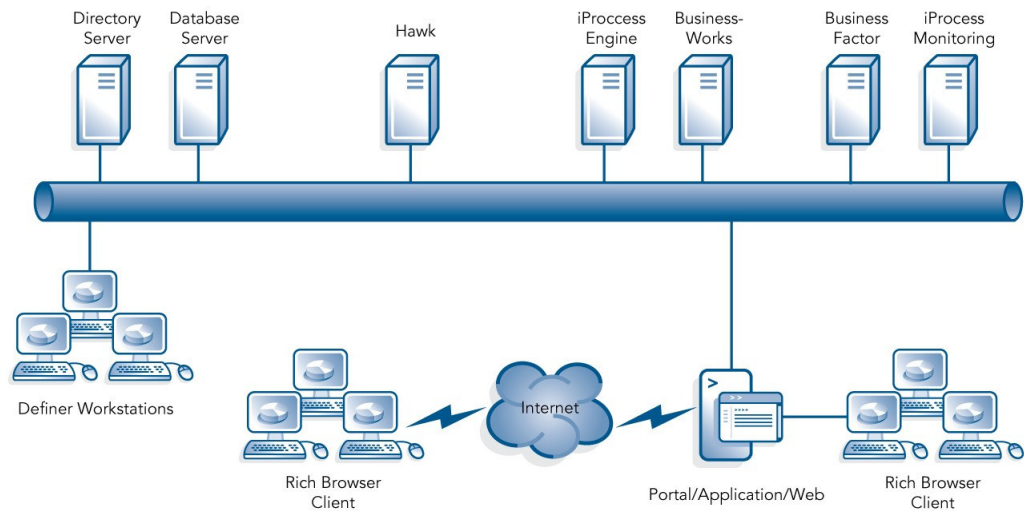 Directory
Server
Database
Server
Hawk
iProccess
Engine
Business-
Works
Business
Factor
iProcess
Monitoring
Definer Workstations
Rich Browser
Client
Internet
>
>>
Portal/Application/Web
Rich Browser
Client